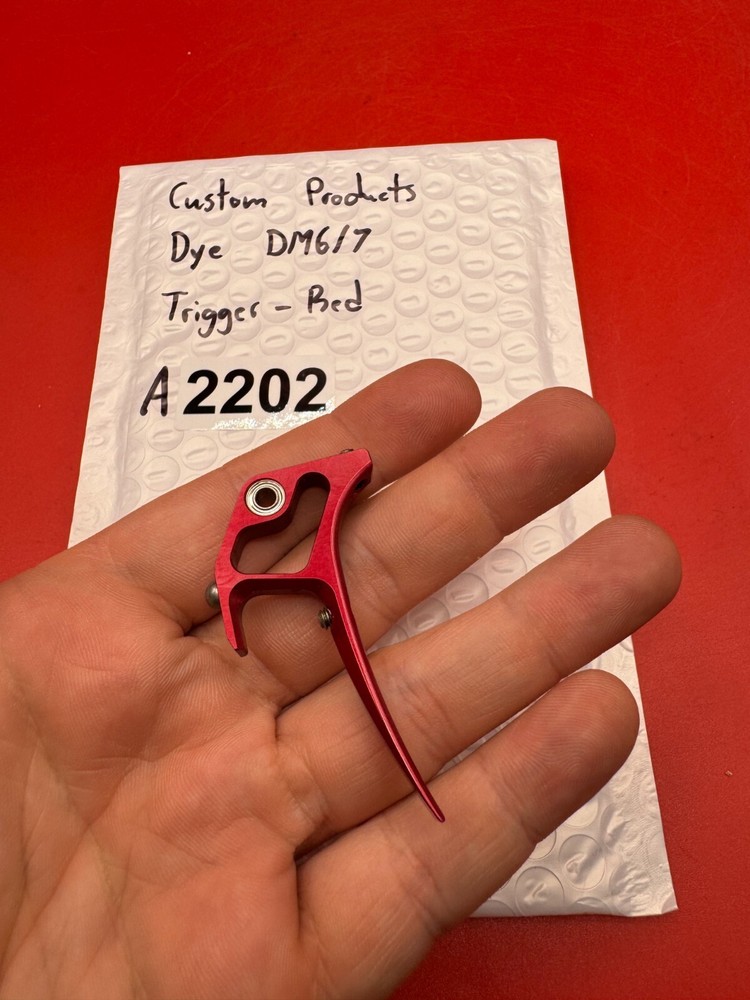 Custom Products
Dye DM6/7
Trigger - Red
A 2202